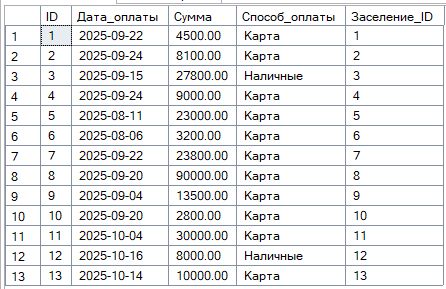 ID Дата_оплаты Сумма Способ_оплаты Заселение_ID
1 1 2025-09-22 4500.00 Карта 1
2 2 2025-09-24 8100.00 Карта 2
3 3 2025-09-15 27800.00 Наличные 3
4 4 2025-09-24 9000.00 Карта 4
5 5 2025-08-11 23000.00 Карта 5
6 6 2025-08-06 3200.00 Карта 6
7 7 2025-09-22 23800.00 Карта 7
8 8 2025-09-20 90000.00 Карта 8
9 9 2025-09-04 13500.00 Карта 9
10 10 2025-09-20 2800.00 Карта 10
11 11 2025-10-04 30000.00 Карта 11
12 12 2025-10-16 8000.00 Наличные 12
13 13 2025-10-14 10000.00 Карта 13